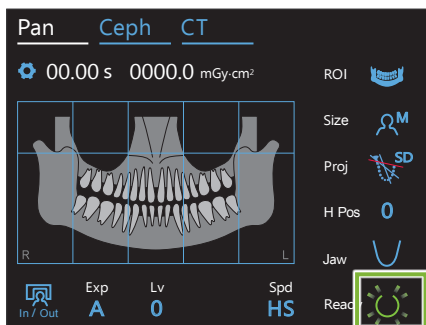 Pan Ceph CT
00.00 s 0000.0 mGy·cm²
ROI
Size M
Proj SD
H Pos 0
R L
Jaw
In / Out
Exp A
Lv 0
Spd HS
Ready